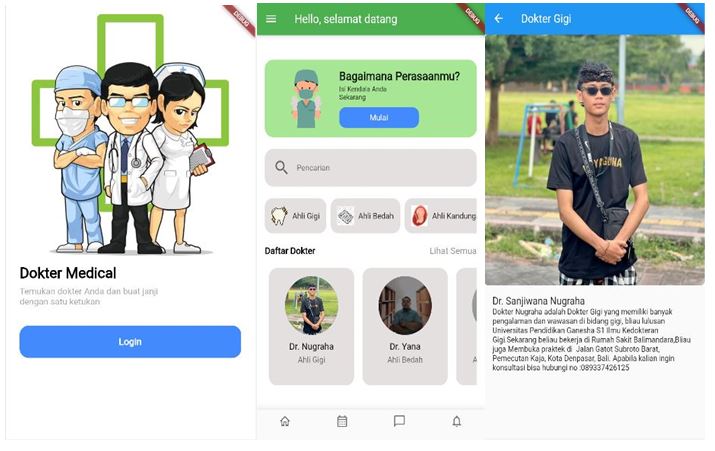 DEBUG
Dokter Medical
Temukan dokter Anda dan buat janji
dengan satu ketukan
Login
Hello, selamat datang
DEBUG
Bagaimana Perasaanmu?
Isi Kendala Anda
Sekarang
Mulai
Pencarian
Ahli Gigi
Ahli Bedah
Ahli Kandung
Daftar Dokter
Lihat Semua
Dr. Nugraha
Ahli Gigi
Dr. Yana
Ahli Bedah
Dokter Gigi
DEBUG
Dr. Sanjiwana Nugraha
Dokter Nugraha adalah Dokter Gigi yang memiliki banyak
pengalaman dan wawasan di bidang gigi, bliau lulusan
Universitas Pendidikan Ganesha S1 Ilmu Kedokteran
Gigi.Sekarang beliau bekerja di Rumah Sakit Balimandara,Bliau
juga Membuka praktek di Jalan Gatot Subroto Barat,
Pemecutan Kaja, Kota Denpasar, Bali. Apabila kalian ingin
konsultasi bisa hubungi no :089337426125